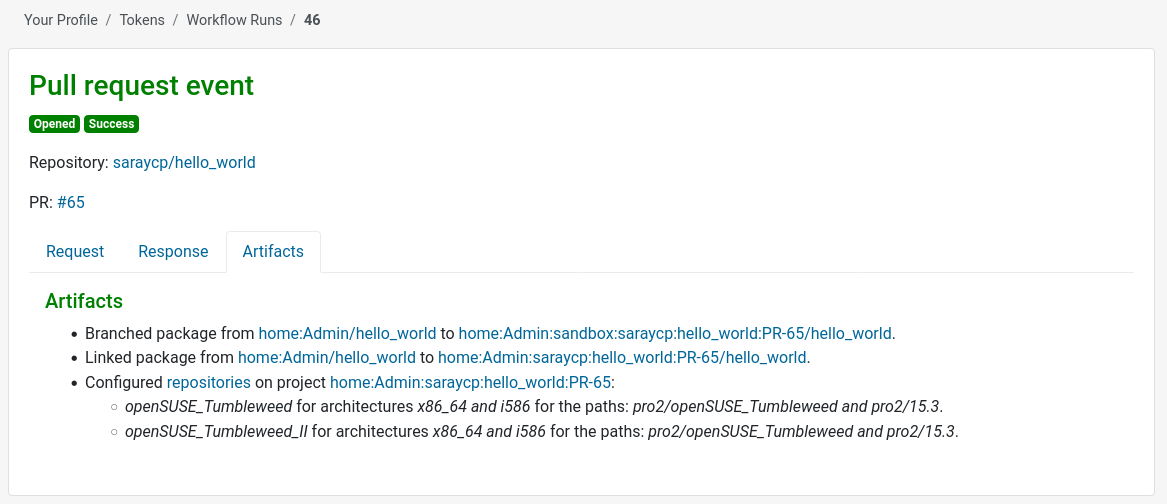 Your Profile / Tokens / Workflow Runs / 46
Pull request event
Opened Success
Repository: saraycp/hello_world
PR: #65
Request Response Artifacts
Artifacts
• Branched package from home:Admin/hello_world to home:Admin:sandbox:saraycp:hello_world:PR-65/hello_world.
• Linked package from home:Admin/hello_world to home:Admin:saraycp:hello_world:PR-65/hello_world.
• Configured repositories on project home:Admin:saraycp:hello_world:PR-65:
○ openSUSE_Tumbleweed for architectures x86_64 and i586 for the paths: pro2/openSUSE_Tumbleweed and pro2/15.3.
○ openSUSE_Tumbleweed_II for architectures x86_64 and i586 for the paths: pro2/openSUSE_Tumbleweed and pro2/15.3.